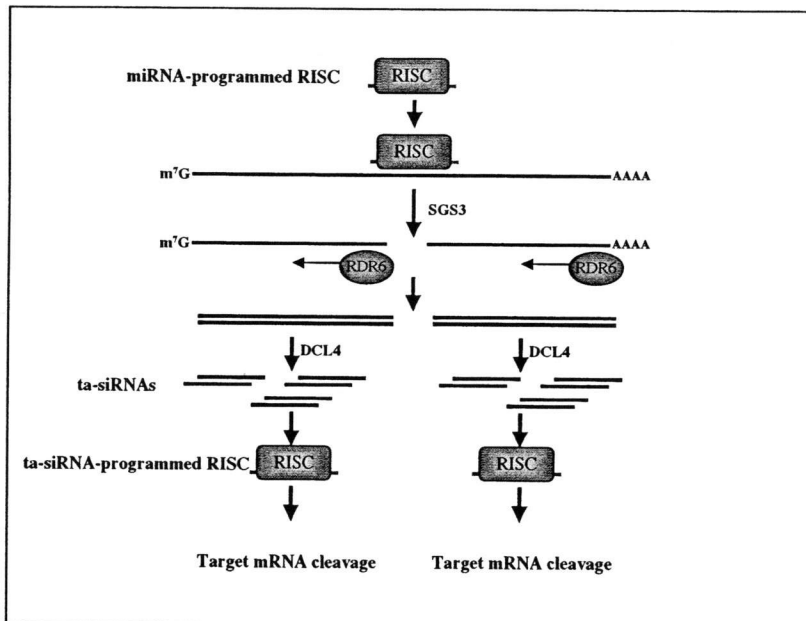 miRNA-programmed RISC RISC
RISC
m⁷G AAAA
SGS3
m⁷G AAAA
RDR6 RDR6
DCL4 DCL4
ta-siRNAs
ta-siRNA-programmed RISC RISC RISC
Target mRNA cleavage Target mRNA cleavage